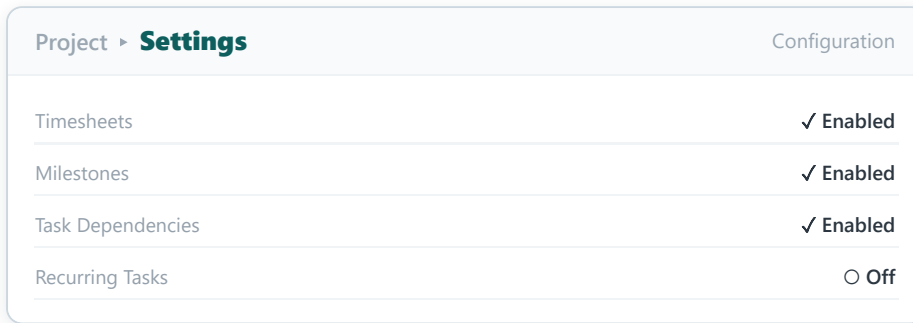 Project ▸ Settings Configuration
Timesheets ✓ Enabled
Milestones ✓ Enabled
Task Dependencies ✓ Enabled
Recurring Tasks ○ Off